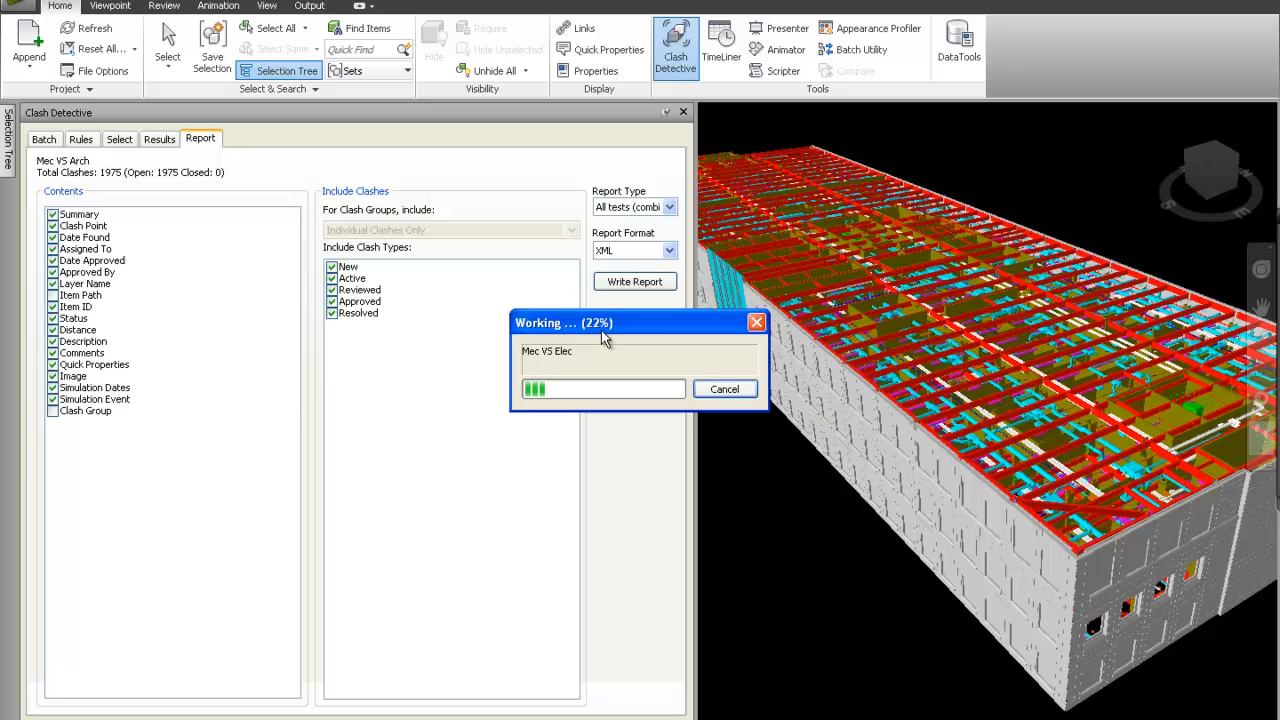 Home Viewpoint Review Animation View Output
Append
Refresh
Reset All...
File Options
Project
Select
Save Selection
Select All
Select Same
Selection Tree
Find Items
Quick Find
Sets
Select & Search
Hide
Require
Hide Unselected
Unhide All
Visibility
Links
Quick Properties
Properties
Display
Clash Detective
TimeLiner
Presenter
Animator
Scripter
Appearance Profiler
Batch Utility
Compare
Tools
DataTools
Selection Tree
Clash Detective
Batch Rules Select Results Report
Mec VS Arch
Total Clashes: 1975 (Open: 1975 Closed: 0)
Contents
Summary
Clash Point
Date Found
Assigned To
Date Approved
Approved By
Layer Name
Item Path
Item ID
Status
Distance
Description
Comments
Quick Properties
Image
Simulation Dates
Simulation Event
Clash Group
Include Clashes
For Clash Groups, include:
Individual Clashes Only
Include Clash Types:
New
Active
Reviewed
Approved
Resolved
Report Type
All tests (combi
Report Format
XML
Write Report
Working ... (22%)
Mec VS Elec
Cancel